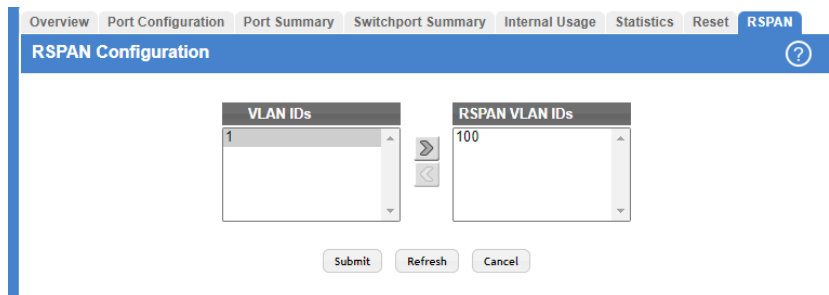 Overview Port Configuration Port Summary Switchport Summary Internal Usage Statistics Reset RSPAN
RSPAN Configuration ?
VLAN IDs RSPAN VLAN IDs
1 100
Submit Refresh Cancel